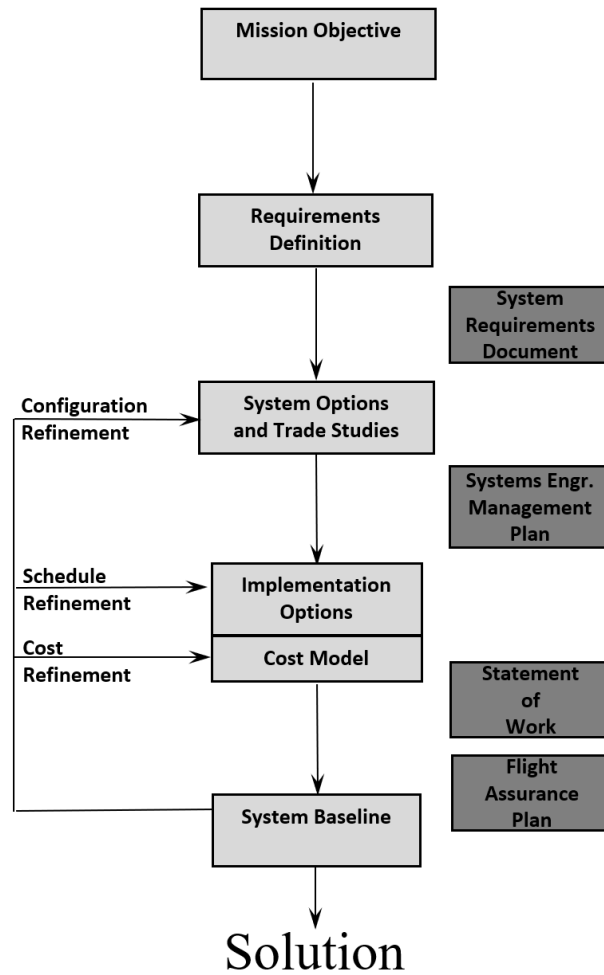 Mission Objective
Requirements
Definition
System
Requirements
Document
Configuration
Refinement
System Options
and Trade Studies
Systems Engr.
Management
Plan
Schedule
Refinement
Implementation
Options
Cost
Refinement
Cost Model
Statement
of
Work
Flight
Assurance
Plan
System Baseline
Solution